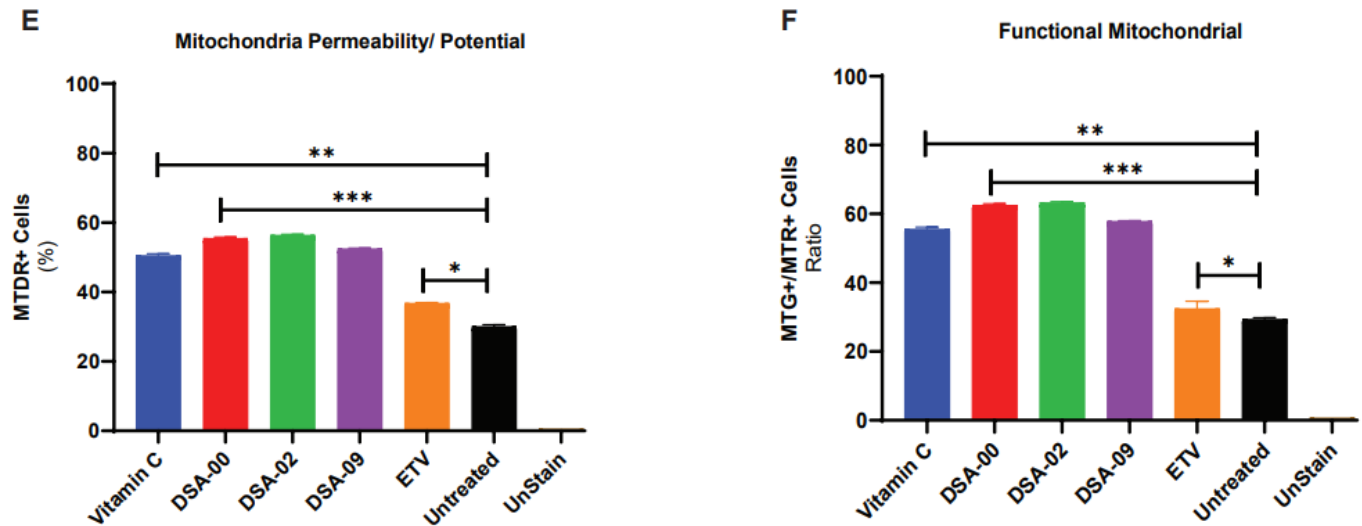 E
Mitochondria Permeability/ Potential
MTDR+ Cells
(%)
100
80
60
40
20
0
**
***
*
Vitamin C
DSA-00
DSA-02
DSA-09
ETV
Untreated
UnStain
F
Functional Mitochondrial
MTG+/MTR+ Cells
Ratio
100
80
60
40
20
0
**
***
*
Vitamin C
DSA-00
DSA-02
DSA-09
ETV
Untreated
UnStain